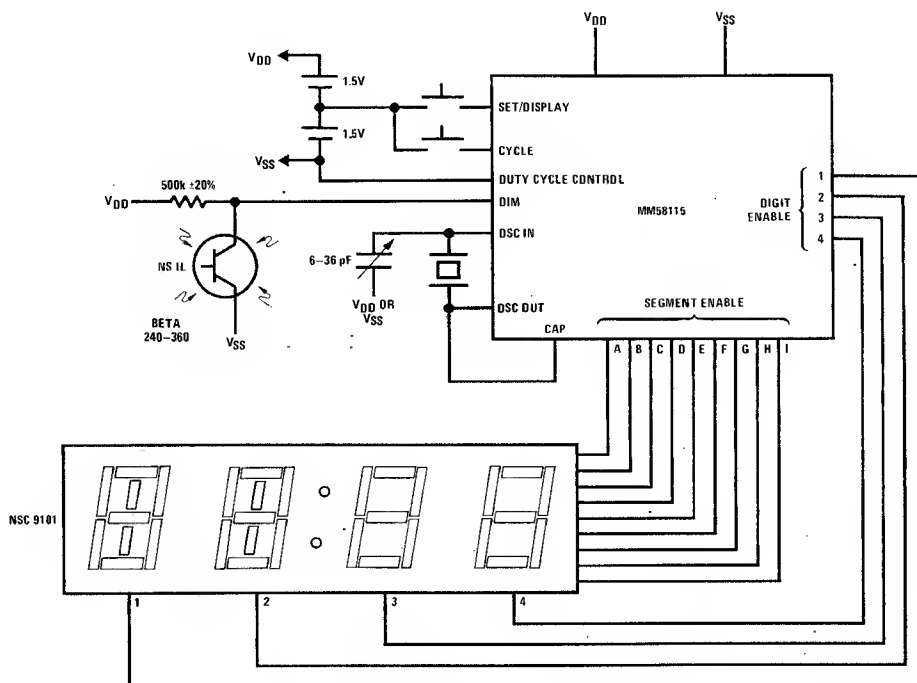 VDD
VSS
VDD
1.5V
1.5V
VSS
SET/DISPLAY
CYCLE
DUTY CYCLE CONTROL
DIM
DSC IN
DSC OUT
CAP
MM58115
DIGIT
ENABLE
1
2
3
4
SEGMENT ENABLE
A B C D E F G H I
500k ±20%
VDD
NS IL
BETA
240–360
VSS
6–36 pF
VDD OR
VSS
NSC 9101
1 2 3 4